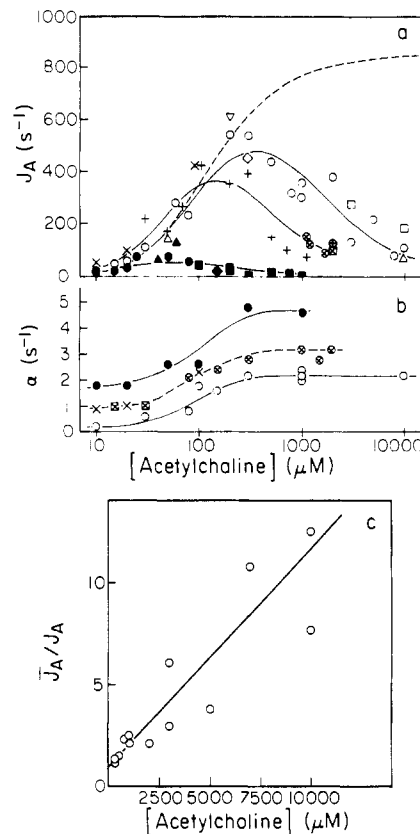 a
1000
800
600
400
200
0
J_A (s⁻¹)
b
5
4
3
2
1
0
α (s⁻¹)
10 100 1000 10000
[Acetylchaline] (μM)
c
10
5
0
J̄_A/J_A
2500 5000 7500 10000
[Acetylcholine] (μM)